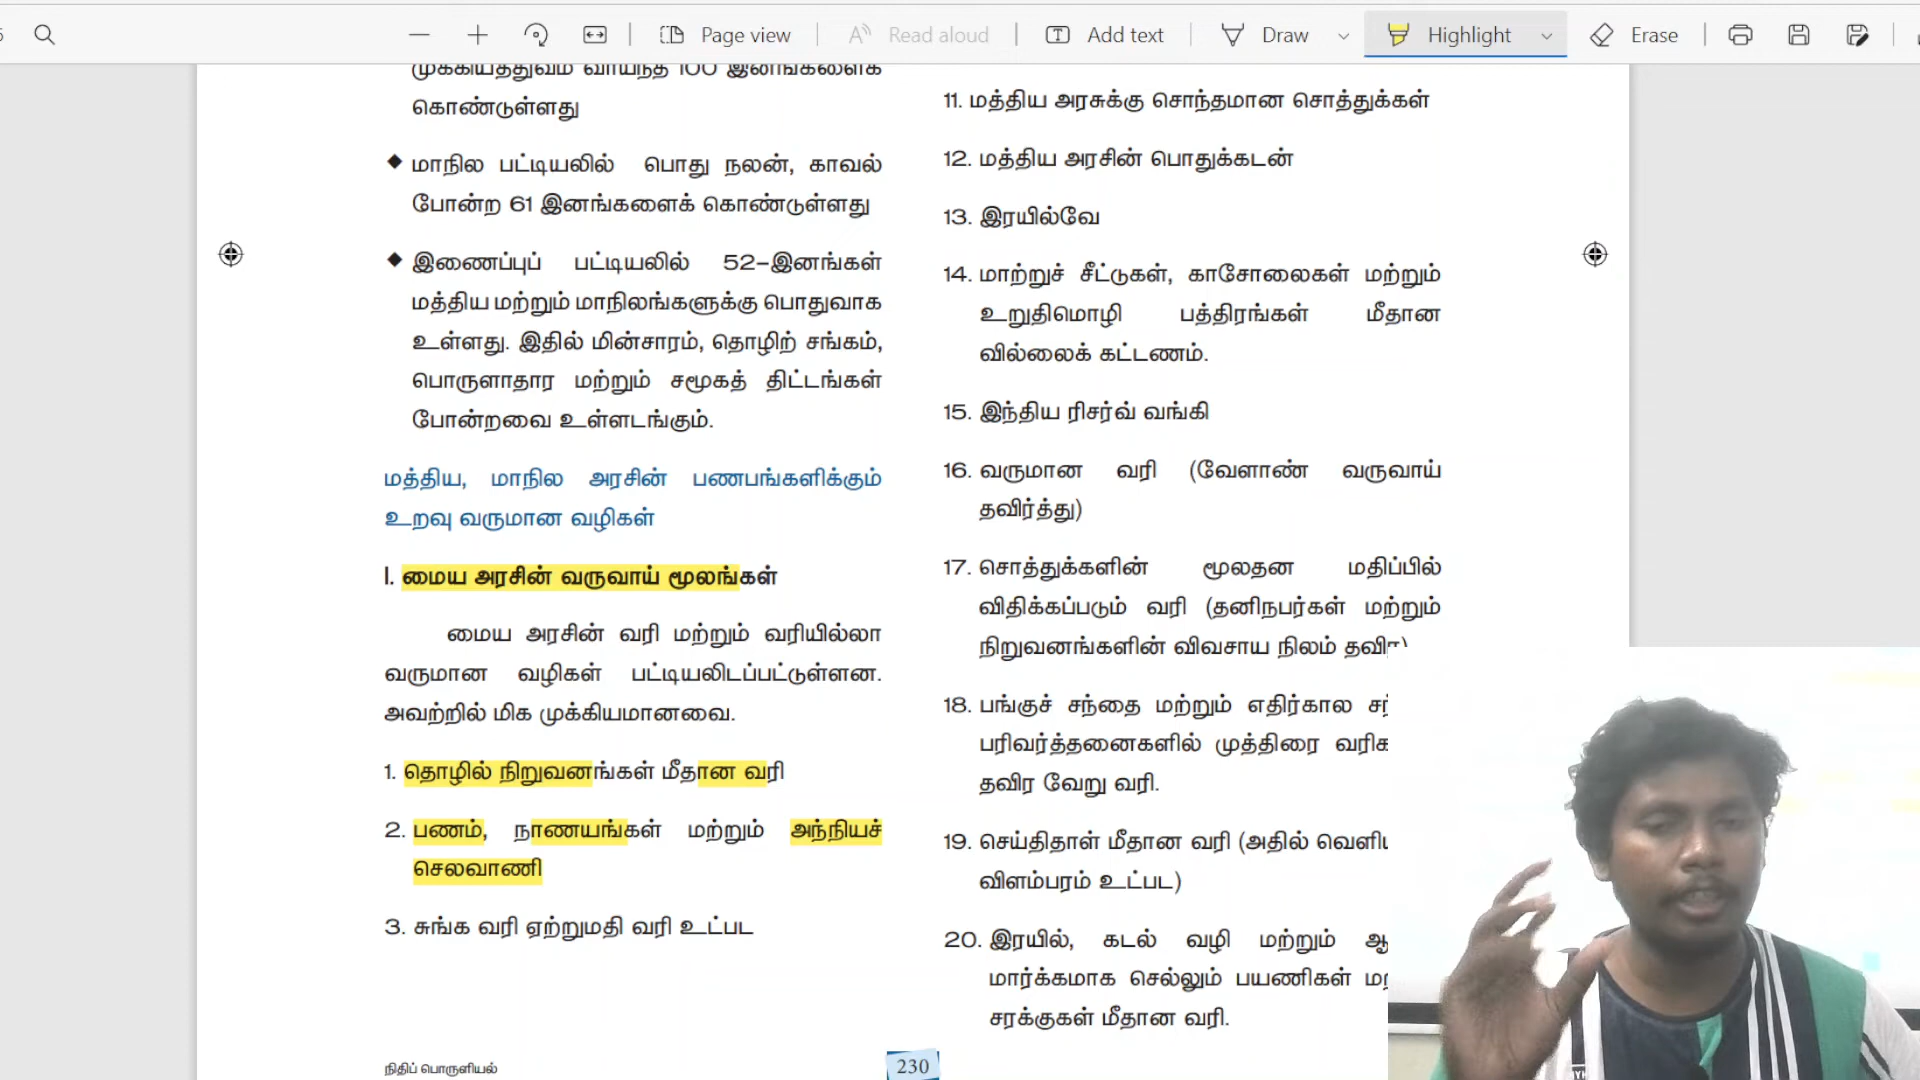 Page view
Read aloud
Add text
Draw
Highlight
Erase
முக்கியத்துவம் வாய்ந்த 100 இனங்களைக்
கொண்டுள்ளது
◆ மாநில பட்டியலில் பொது நலன், காவல்
போன்ற 61 இனங்களைக் கொண்டுள்ளது
◆ இணைப்புப் பட்டியலில் 52–இனங்கள்
மத்திய மற்றும் மாநிலங்களுக்கு பொதுவாக
உள்ளது. இதில் மின்சாரம், தொழிற் சங்கம்,
பொருளாதார மற்றும் சமூகத் திட்டங்கள்
போன்றவை உள்ளடங்கும்.
மத்திய, மாநில அரசின் பணபங்களிக்கும்
உறவு வருமான வழிகள்
I. மைய அரசின் வருவாய் மூலங்கள்
மைய அரசின் வரி மற்றும் வரியில்லா
வருமான வழிகள் பட்டியலிடப்பட்டுள்ளன.
அவற்றில் மிக முக்கியமானவை.
1. தொழில் நிறுவனங்கள் மீதான வரி
2. பணம், நாணயங்கள் மற்றும் அந்நியச்
செலவாணி
3. சுங்க வரி ஏற்றுமதி வரி உட்பட
11. மத்திய அரசுக்கு சொந்தமான சொத்துக்கள்
12. மத்திய அரசின் பொதுக்கடன்
13. இரயில்வே
14. மாற்றுச் சீட்டுகள், காசோலைகள் மற்றும்
உறுதிமொழி பத்திரங்கள் மீதான
வில்லைக் கட்டணம்.
15. இந்திய ரிசர்வ் வங்கி
16. வருமான வரி (வேளாண் வருவாய்
தவிர்த்து)
17. சொத்துக்களின் மூலதன மதிப்பில்
விதிக்கப்படும் வரி (தனிநபர்கள் மற்றும்
நிறுவனங்களின் விவசாய நிலம்
18. பங்குச் சந்தை மற்றும் எதிர்கால
பரிவர்த்தனைகளில் முத்திரை
தவிர வேறு வரி.
19. செய்திதாள் மீதான வரி (அதில்
விளம்பரம் உட்பட)
20. இரயில், கடல் வழி மற்றும்
மார்க்கமாக செல்லும் பயணிகள்
சரக்குகள் மீதான வரி.
நிதிப் பொருளியல்
230